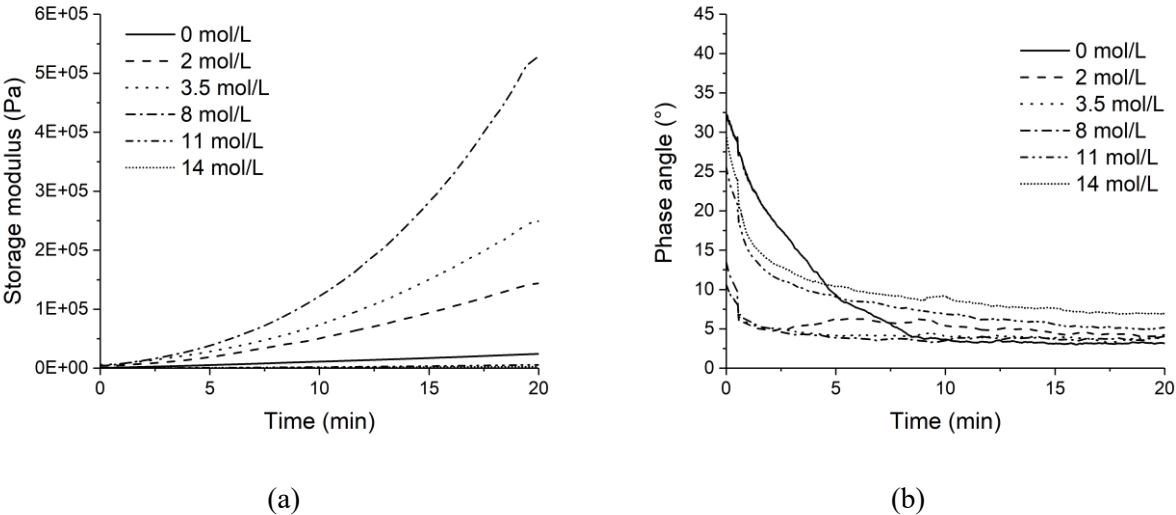 6E+05
5E+05
4E+05
3E+05
2E+05
1E+05
0E+00
Storage modulus (Pa)
0 mol/L
2 mol/L
3.5 mol/L
8 mol/L
11 mol/L
14 mol/L
0 5 10 15 20
Time (min)
(a)
45
40
35
30
25
20
15
10
5
0
Phase angle (°)
0 mol/L
2 mol/L
3.5 mol/L
8 mol/L
11 mol/L
14 mol/L
0 5 10 15 20
Time (min)
(b)